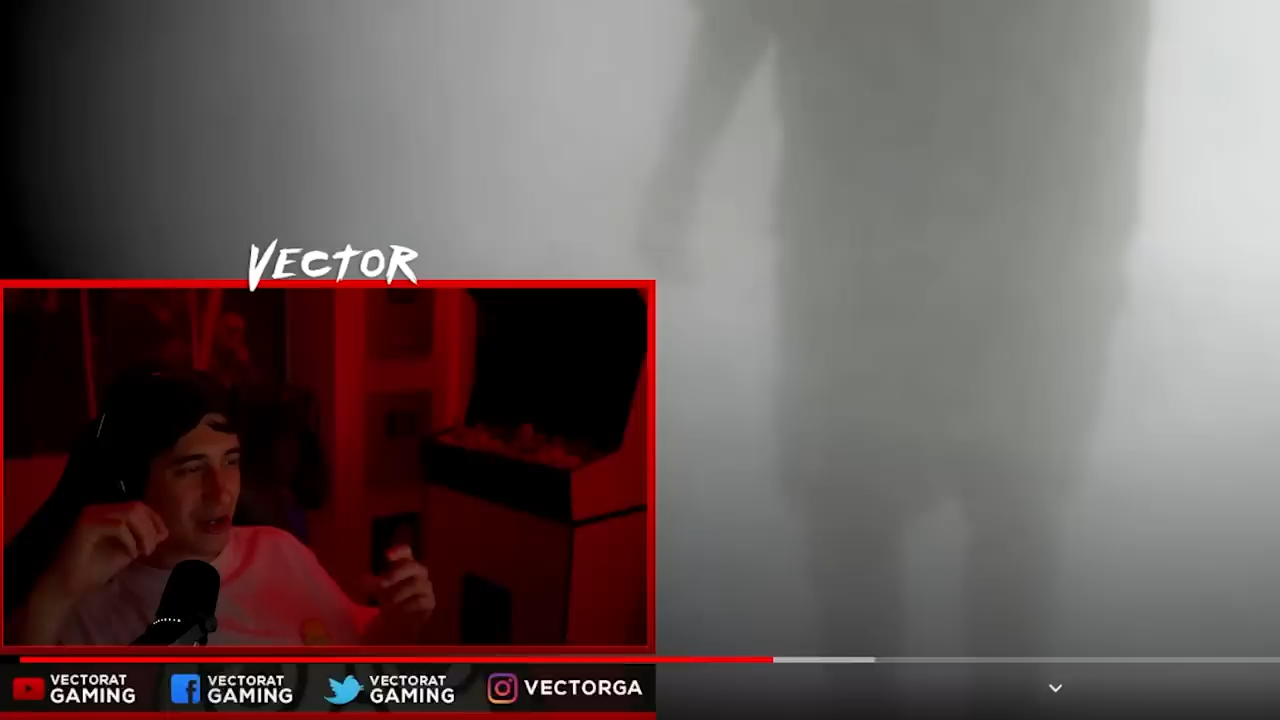 VECTOR
VECTORAT
GAMING
VECTORAT
GAMING
VECTORAT
GAMING
VECTORGA